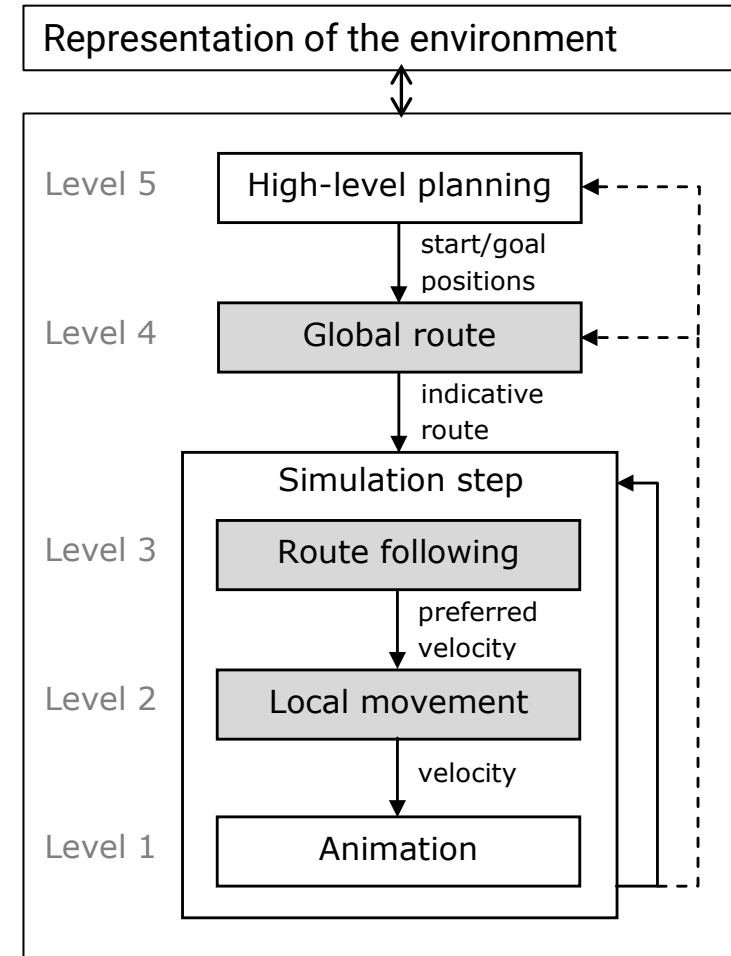 Representation of the environment
Level 5
High-level planning
start/goal
positions
Level 4
Global route
indicative
route
Simulation step
Level 3
Route following
preferred
velocity
Level 2
Local movement
velocity
Level 1
Animation